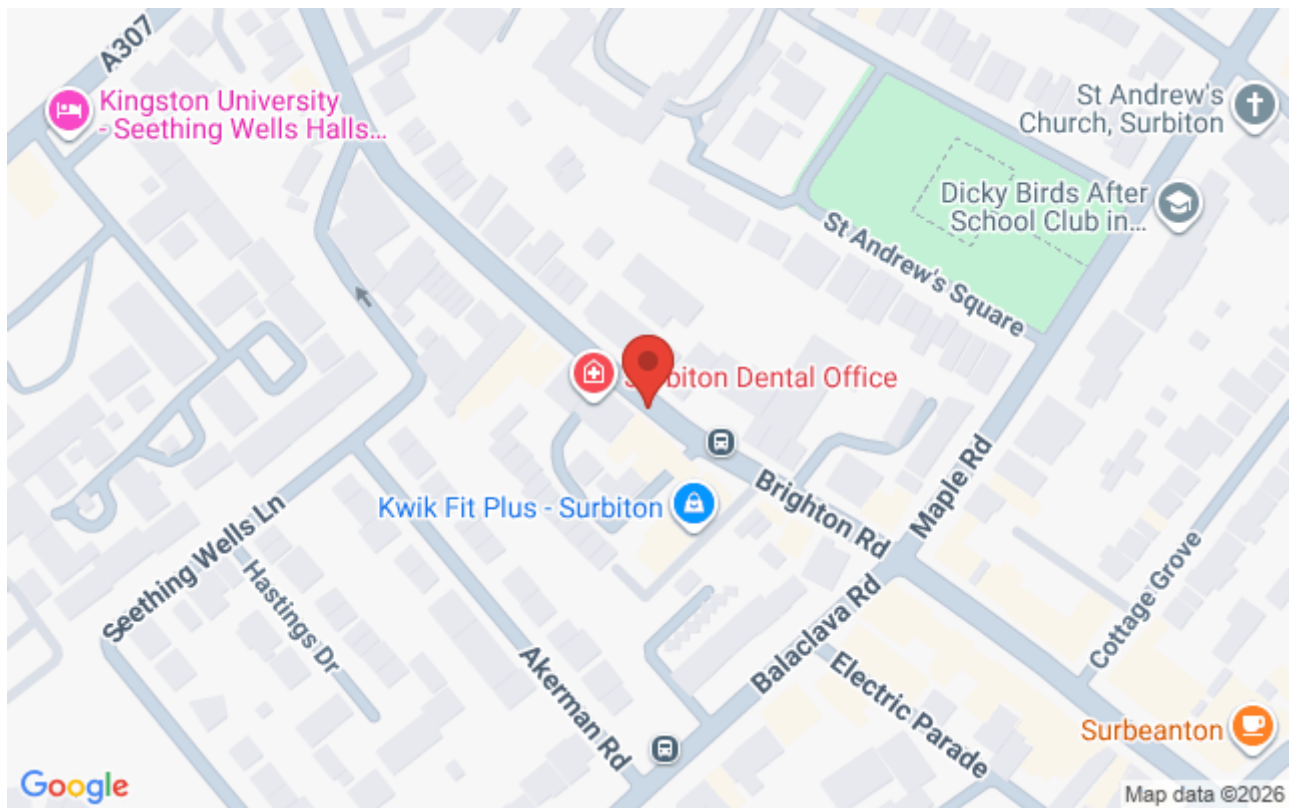 A307
Kingston University
- Seething Wells Halls...
St Andrew's
Church, Surbiton
Dicky Birds After
School Club in...
St Andrew's Square
Surbiton Dental Office
Kwik Fit Plus - Surbiton
Brighton Rd
Maple Rd
Seething Wells Ln
Hastings Dr
Akerman Rd
Balaclava Rd
Electric Parade
Cottage Grove
Surbeanton
Google
Map data ©2026